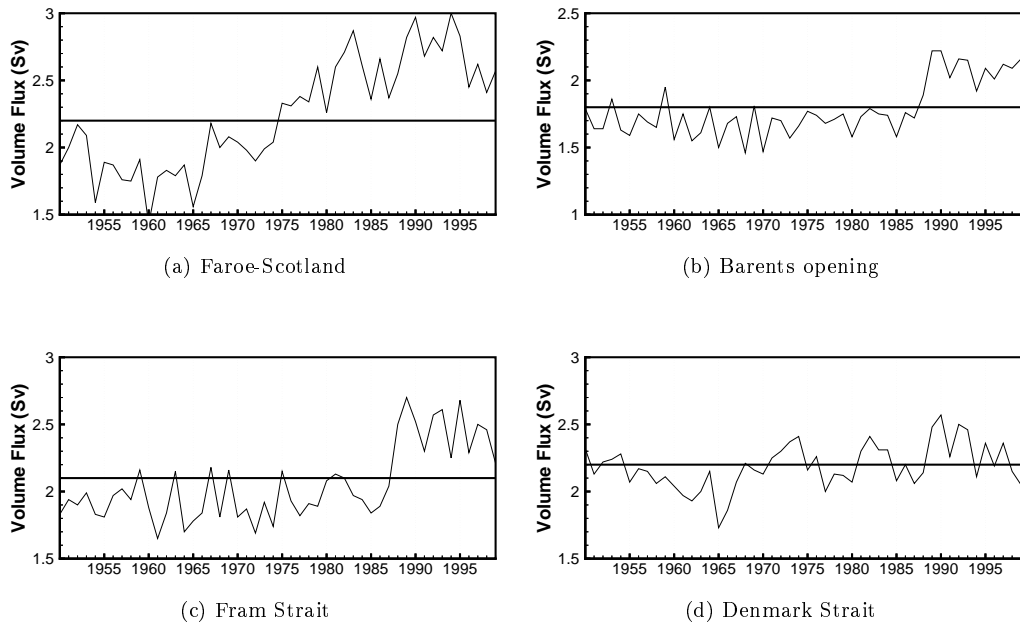 3
2.5
2
1.5
Volume Flux (Sv)
1955 1960 1965 1970 1975 1980 1985 1990 1995
(a) Faroe-Scotland
2.5
2
1.5
1
Volume Flux (Sv)
1955 1960 1965 1970 1975 1980 1985 1990 1995
(b) Barents opening
3
2.5
2
1.5
Volume Flux (Sv)
1955 1960 1965 1970 1975 1980 1985 1990 1995
(c) Fram Strait
3
2.5
2
1.5
Volume Flux (Sv)
1955 1960 1965 1970 1975 1980 1985 1990 1995
(d) Denmark Strait